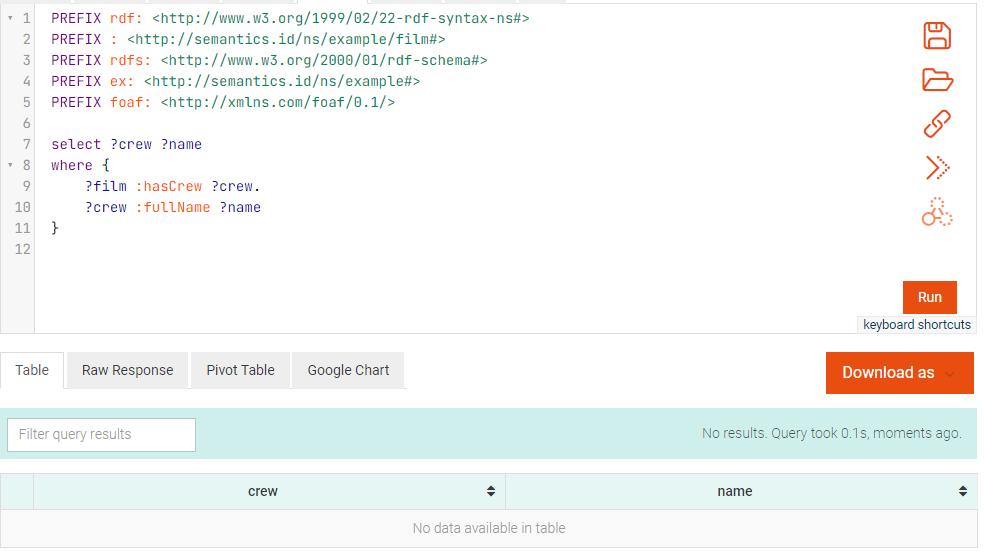 1 PREFIX rdf: <http://www.w3.org/1999/02/22-rdf-syntax-ns#>
2 PREFIX : <http://semantics.id/ns/example/film#>
3 PREFIX rdfs: <http://www.w3.org/2000/01/rdf-schema#>
4 PREFIX ex: <http://semantics.id/ns/example#>
5 PREFIX foaf: <http://xmlns.com/foaf/0.1/>
6
7 select ?crew ?name
8 where {
9 ?film :hasCrew ?crew.
10 ?crew :fullName ?name
11 }
12
Run
keyboard shortcuts
Table Raw Response Pivot Table Google Chart Download as
Filter query results No results. Query took 0.1s, moments ago.
crew name
No data available in table